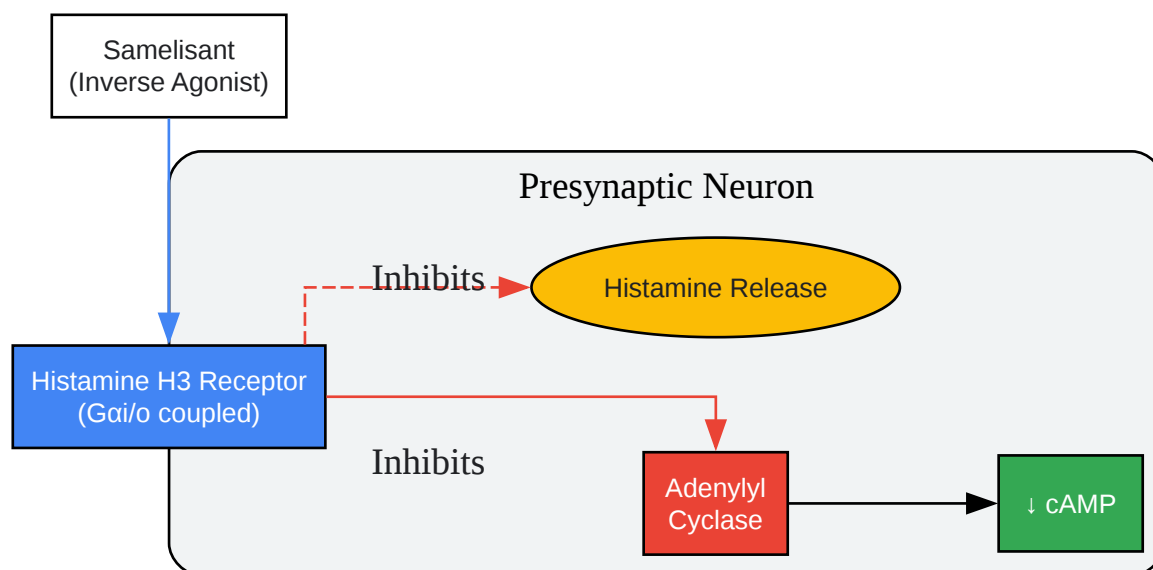 Samelisant
(Inverse Agonist)
Presynaptic Neuron
Inhibits
Histamine Release
Histamine H3 Receptor
(Gαi/o coupled)
Inhibits
Adenylyl
Cyclase
↓ cAMP